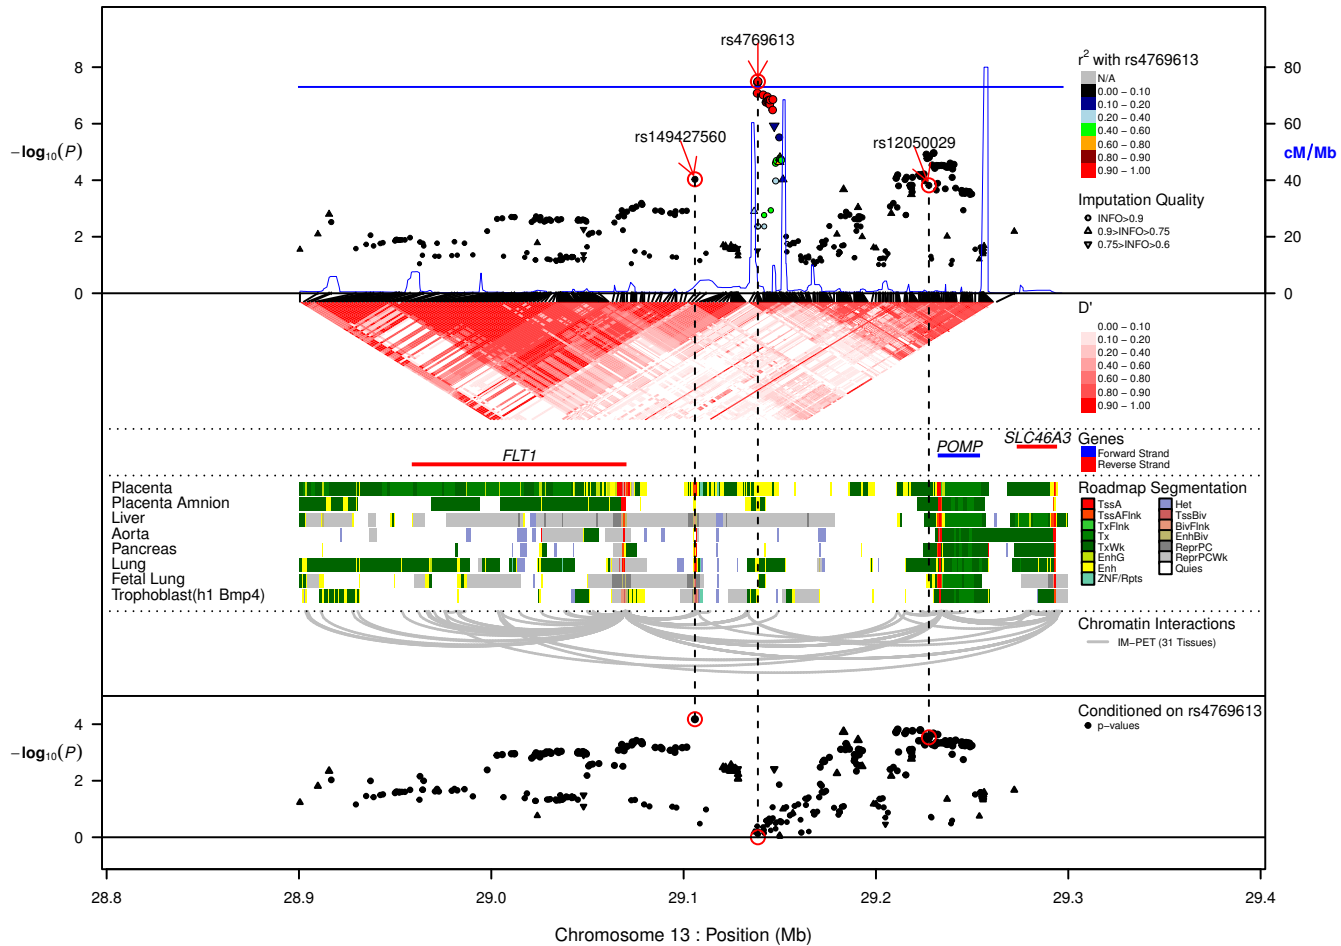 rs4769613
rs149427560
rs12050029
8
6
4
2
0
−log10(P)
80
60
40
20
0
cM/Mb
r2 with rs4769613
N/A
0.00 − 0.10
0.10 − 0.20
0.20 − 0.40
0.40 − 0.60
0.60 − 0.80
0.80 − 0.90
0.90 − 1.00
Imputation Quality
INFO>0.9
0.9>INFO>0.75
0.75>INFO>0.6
D'
0.00 − 0.10
0.10 − 0.20
0.20 − 0.40
0.40 − 0.60
0.60 − 0.80
0.80 − 0.90
0.90 − 1.00
FLT1
POMP
SLC46A3
Genes
Forward Strand
Reverse Strand
Placenta
Placenta Amnion
Liver
Aorta
Pancreas
Lung
Fetal Lung
Trophoblast(h1 Bmp4)
Roadmap Segmentation
TssA
TssAFlnk
TxFlnk
Tx
TxWk
EnhG
Enh
ZNF/Rpts
Het
TssBiv
BivFlnk
EnhBiv
ReprPC
ReprPCWk
Quies
Chromatin Interactions
IM−PET (31 Tissues)
Conditioned on rs4769613
p−values
4
2
0
−log10(P)
28.8
28.9
29.0
29.1
29.2
29.3
29.4
Chromosome 13 : Position (Mb)